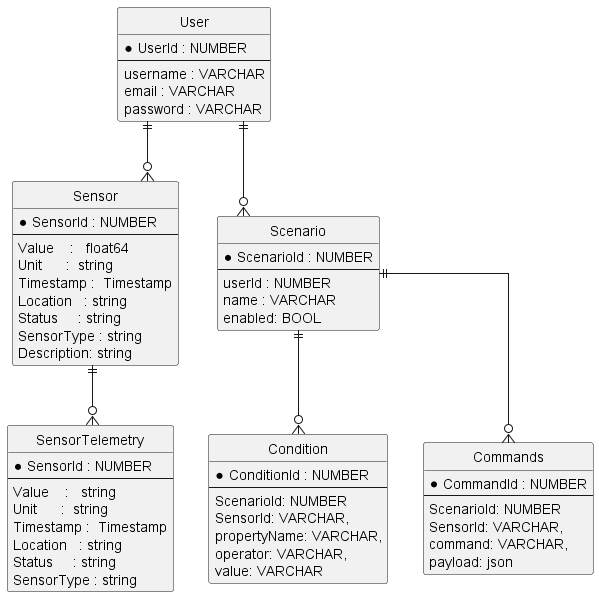 User
UserId : NUMBER
username : VARCHAR
email : VARCHAR
password : VARCHAR
Sensor
SensorId : NUMBER
Value : float64
Unit : string
Timestamp : Timestamp
Location : string
Status : string
SensorType : string
Description: string
Scenario
ScenarioId : NUMBER
userId : NUMBER
name : VARCHAR
enabled: BOOL
SensorTelemetry
SensorId : NUMBER
Value : string
Unit : string
Timestamp : Timestamp
Location : string
Status : string
SensorType : string
Condition
ConditionId : NUMBER
ScenarioId: NUMBER
SensorId: VARCHAR,
propertyName: VARCHAR,
operator: VARCHAR,
value: VARCHAR
Commands
CommandId : NUMBER
ScenarioId: NUMBER
SensorId: VARCHAR,
command: VARCHAR,
payload: json